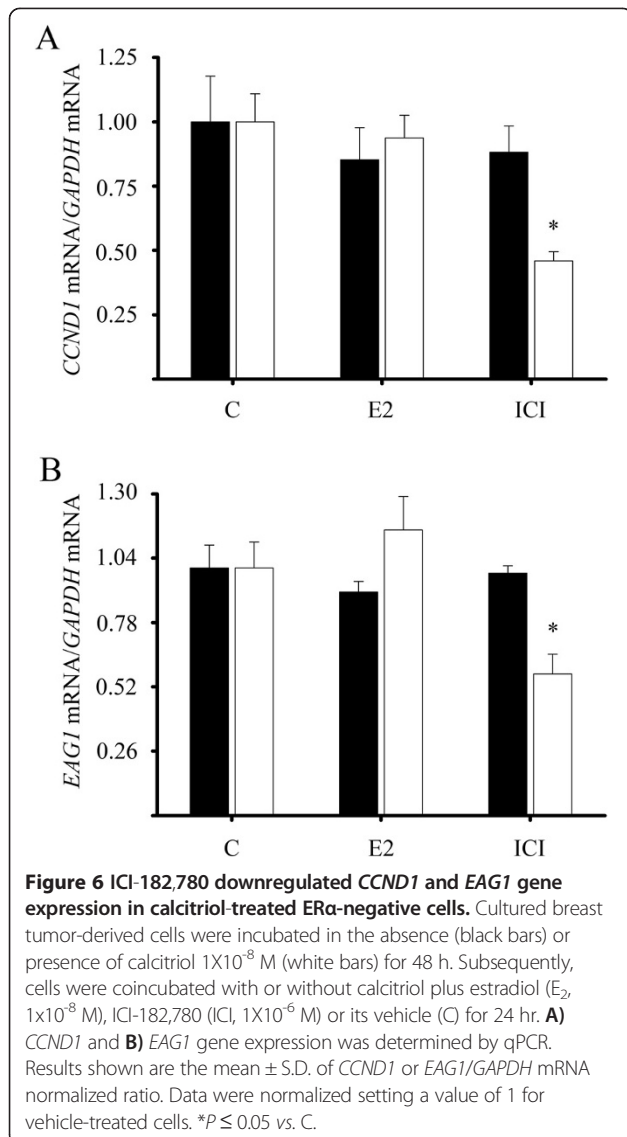 A
1.25
1.00
0.75
0.50
0.25
CCND1 mRNA/GAPDH mRNA
*
C E2 ICI
B
1.30
1.04
0.78
0.52
0.26
EAG1 mRNA/GAPDH mRNA
*
C E2 ICI
Figure 6 ICI-182,780 downregulated CCND1 and EAG1 gene
expression in calcitriol-treated ERα-negative cells. Cultured breast
tumor-derived cells were incubated in the absence (black bars) or
presence of calcitriol 1X10⁻⁸ M (white bars) for 48 h. Subsequently,
cells were coincubated with or without calcitriol plus estradiol (E₂,
1x10⁻⁸ M), ICI-182,780 (ICI, 1X10⁻⁶ M) or its vehicle (C) for 24 hr. A)
CCND1 and B) EAG1 gene expression was determined by qPCR.
Results shown are the mean ± S.D. of CCND1 or EAG1/GAPDH mRNA
normalized ratio. Data were normalized setting a value of 1 for
vehicle-treated cells. *P ≤ 0.05 vs. C.